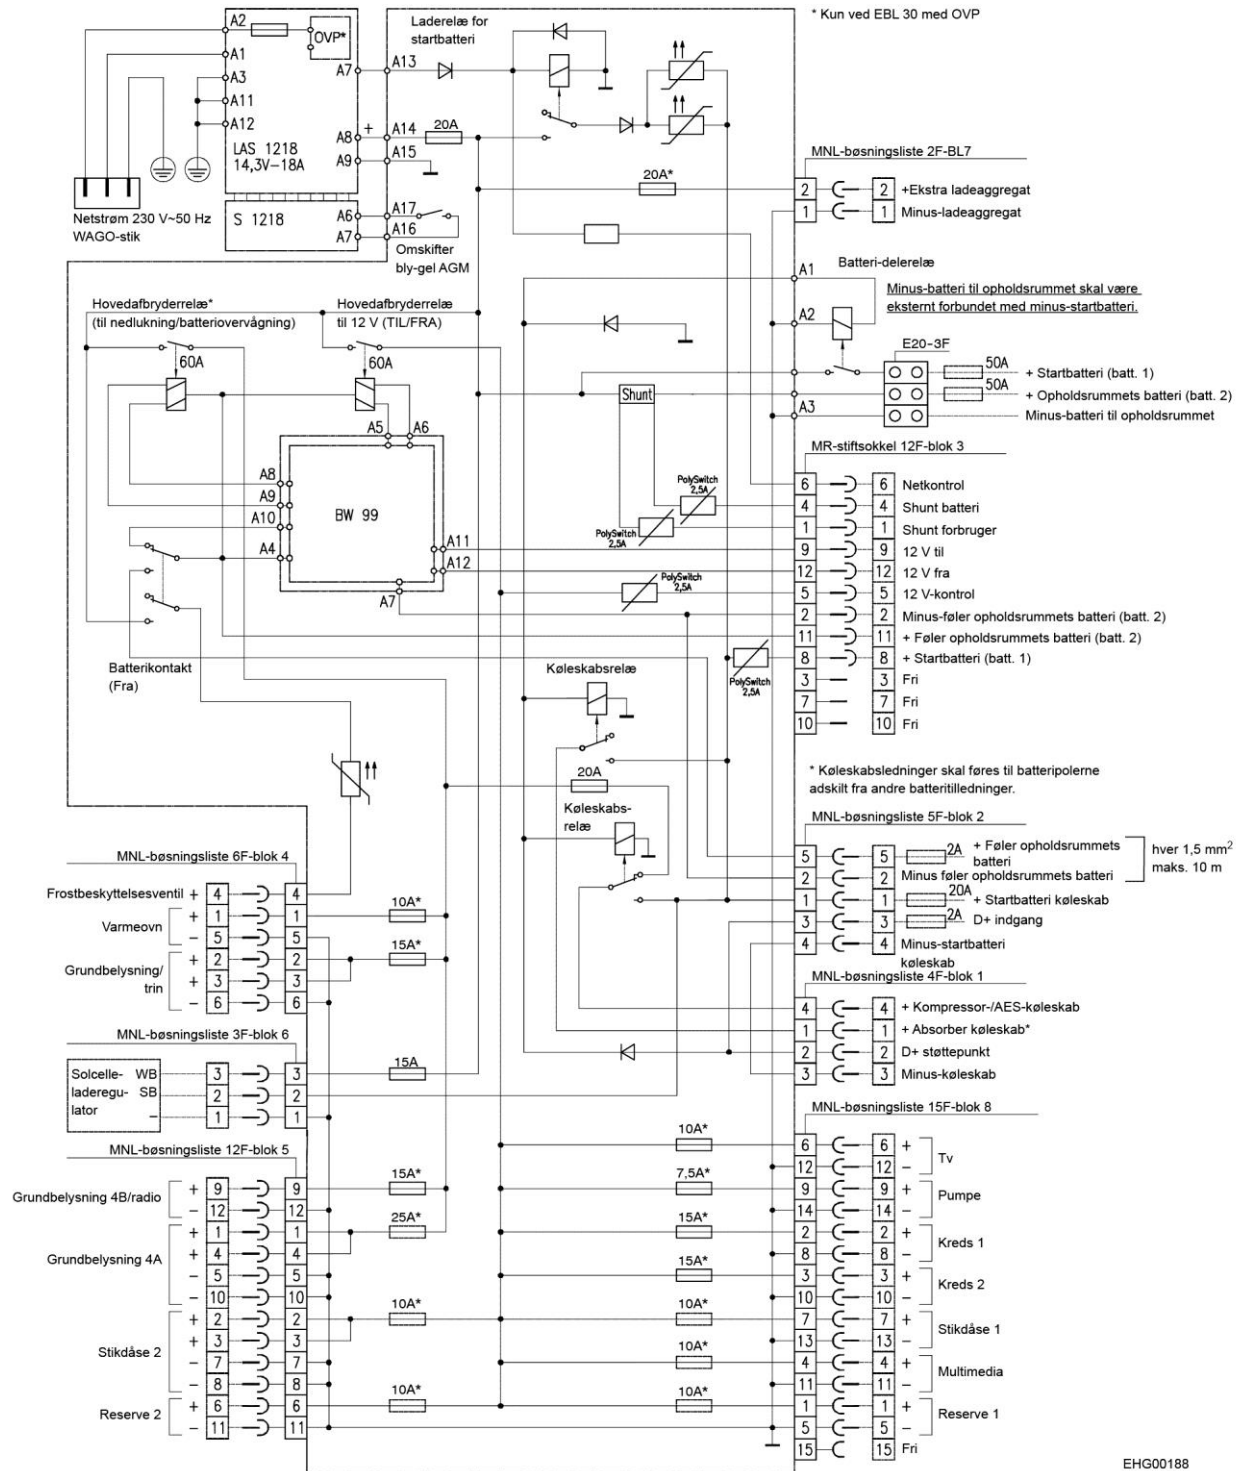 * Kun ved EBL 30 med OVP
A2
OVP*
A1
A3
A11
A12
LAS 1218
14,3V–18A
A7
A8
+
A9
A13
A14
A15
20A
Laderelæ for
startbatteri
Netstrøm 230 V~50 Hz
WAGO-stik
S 1218
A6
A7
A17
A16
Omskifter
bly-gel AGM
MNL-bøsningsliste 2F-BL7
20A*
2 2 +Ekstra ladeaggregat
1 1 Minus-ladeaggregat
A1
Batteri-delerelæ
Minus-batteri til opholdsrummet skal være
eksternt forbundet med minus-startbatteri.
A2
E20-3F
50A
+ Startbatteri (batt. 1)
50A
+ Opholdsrummets batteri (batt. 2)
A3
Minus-batteri til opholdsrummet
Hovedafbryderrelæ*
(til nedlukning/batteriovervågning)
60A
Hovedafbryderrelæ
til 12 V (TIL/FRA)
60A
Shunt
A5
A6
A8
A9
A10
A4
BW 99
A11
A12
A7
Batterikontakt
(Fra)
MR-stiftsokkel 12F-blok 3
PolySwitch
2,5A
PolySwitch
2,5A
PolySwitch
2,5A
PolySwitch
2,5A
6 6 Netkontrol
4 4 Shunt batteri
1 1 Shunt forbruger
9 9 12 V til
12 12 12 V fra
5 5 12 V-kontrol
2 2 Minus-føler opholdsrummets batteri (batt. 2)
11 11 + Føler opholdsrummets batteri (batt. 2)
8 8 + Startbatteri (batt. 1)
3 3 Fri
7 7 Fri
10 10 Fri
Køleskabsrelæ
20A
Køleskabs-
relæ
* Køleskabsledninger skal føres til batteripolerne
adskilt fra andre batteritilledninger.
MNL-bøsningsliste 5F-blok 2
5 5 2A + Føler opholdsrummets
batteri
2 2 Minus føler opholdsrummets batteri
hver 1,5 mm²
maks. 10 m
1 1 20A + Startbatteri køleskab
3 3 2A D+ indgang
4 4 Minus-startbatteri
køleskab
MNL-bøsningsliste 4F-blok 1
4 4 + Kompressor-/AES-køleskab
1 1 + Absorber køleskab*
2 2 D+ støttepunkt
3 3 Minus-køleskab
MNL-bøsningsliste 6F-blok 4
Frostbeskyttelsesventil + 4 4
Varmeovn
+ 1 1 10A*
– 5 5
Grundbelysning/
trin
+ 2 2 15A*
+ 3 3
– 6 6
MNL-bøsningsliste 3F-blok 6
Solcelle-
laderegu-
lator
WB 3 3 15A
SB 2 2
– 1 1
MNL-bøsningsliste 12F-blok 5
Grundbelysning 4B/radio
+ 9 9 15A*
– 12 12
Grundbelysning 4A
+ 1 1 25A*
+ 4 4
– 5 5
– 10 10
Stikdåse 2
+ 2 2 10A*
+ 3 3
– 7 7
– 8 8
Reserve 2
+ 6 6 10A*
– 11 11
MNL-bøsningsliste 15F-blok 8
10A* 6 6 +
12 12 –
Tv
7,5A* 9 9 +
14 14 –
Pumpe
15A* 2 2 +
8 8 –
Kreds 1
15A* 3 3 +
10 10 –
Kreds 2
10A* 7 7 +
13 13 –
Stikdåse 1
10A* 4 4 +
11 11 –
Multimedia
10A* 1 1 +
5 5 –
Reserve 1
15 15 Fri
EHG00188